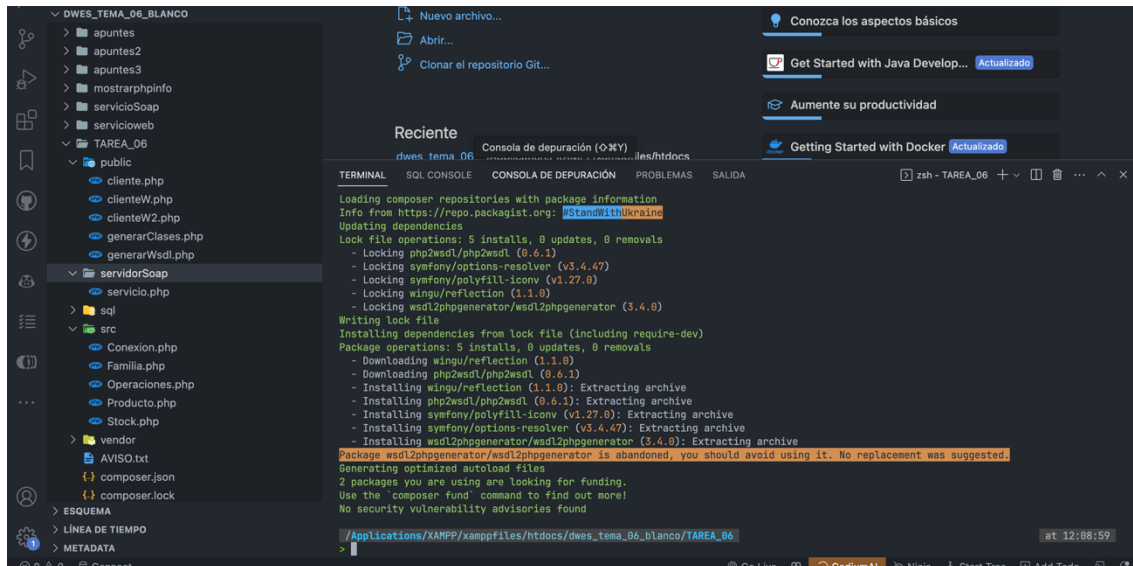 DWES_TEMA_06_BLANCO
apuntes
apuntes2
apuntes3
mostrarphpinfo
servicioSoap
servicioweb
TAREA_06
public
cliente.php
clienteW.php
clienteW2.php
generarClases.php
generarWsdl.php
servidorSoap
servicio.php
sql
src
Conexion.php
Familia.php
Operaciones.php
Producto.php
Stock.php
vendor
AVISO.txt
composer.json
composer.lock
ESQUEMA
LÍNEA DE TIEMPO
METADATA
1
Nuevo archivo...
Abrir...
Clonar el repositorio Git...
Reciente
Consola de depuración (⇧⌘Y)
dwes_tema_06
Conozca los aspectos básicos
Get Started with Java Develop... Actualizado
Aumente su productividad
Getting Started with Docker Actualizado
TERMINAL SQL CONSOLE CONSOLA DE DEPURACIÓN PROBLEMAS SALIDA zsh - TAREA_06
Loading composer repositories with package information
Info from https://repo.packagist.org: #StandWithUkraine
Updating dependencies
Lock file operations: 5 installs, 0 updates, 0 removals
- Locking php2wsdl/php2wsdl (0.6.1)
- Locking symfony/options-resolver (v3.4.47)
- Locking symfony/polyfill-iconv (v1.27.0)
- Locking wingu/reflection (1.1.0)
- Locking wsdl2phpgenerator/wsdl2phpgenerator (3.4.0)
Writing lock file
Installing dependencies from lock file (including require-dev)
Package operations: 5 installs, 0 updates, 0 removals
- Downloading wingu/reflection (1.1.0)
- Downloading php2wsdl/php2wsdl (0.6.1)
- Installing wingu/reflection (1.1.0): Extracting archive
- Installing php2wsdl/php2wsdl (0.6.1): Extracting archive
- Installing symfony/polyfill-iconv (v1.27.0): Extracting archive
- Installing symfony/options-resolver (v3.4.47): Extracting archive
- Installing wsdl2phpgenerator/wsdl2phpgenerator (3.4.0): Extracting archive
Package wsdl2phpgenerator/wsdl2phpgenerator is abandoned, you should avoid using it. No replacement was suggested.
Generating optimized autoload files
2 packages you are using are looking for funding.
Use the `composer fund` command to find out more!
No security vulnerability advisories found
/Applications/XAMPP/xamppfiles/htdocs/dwes_tema_06_blanco/TAREA_06 at 12:08:59
>